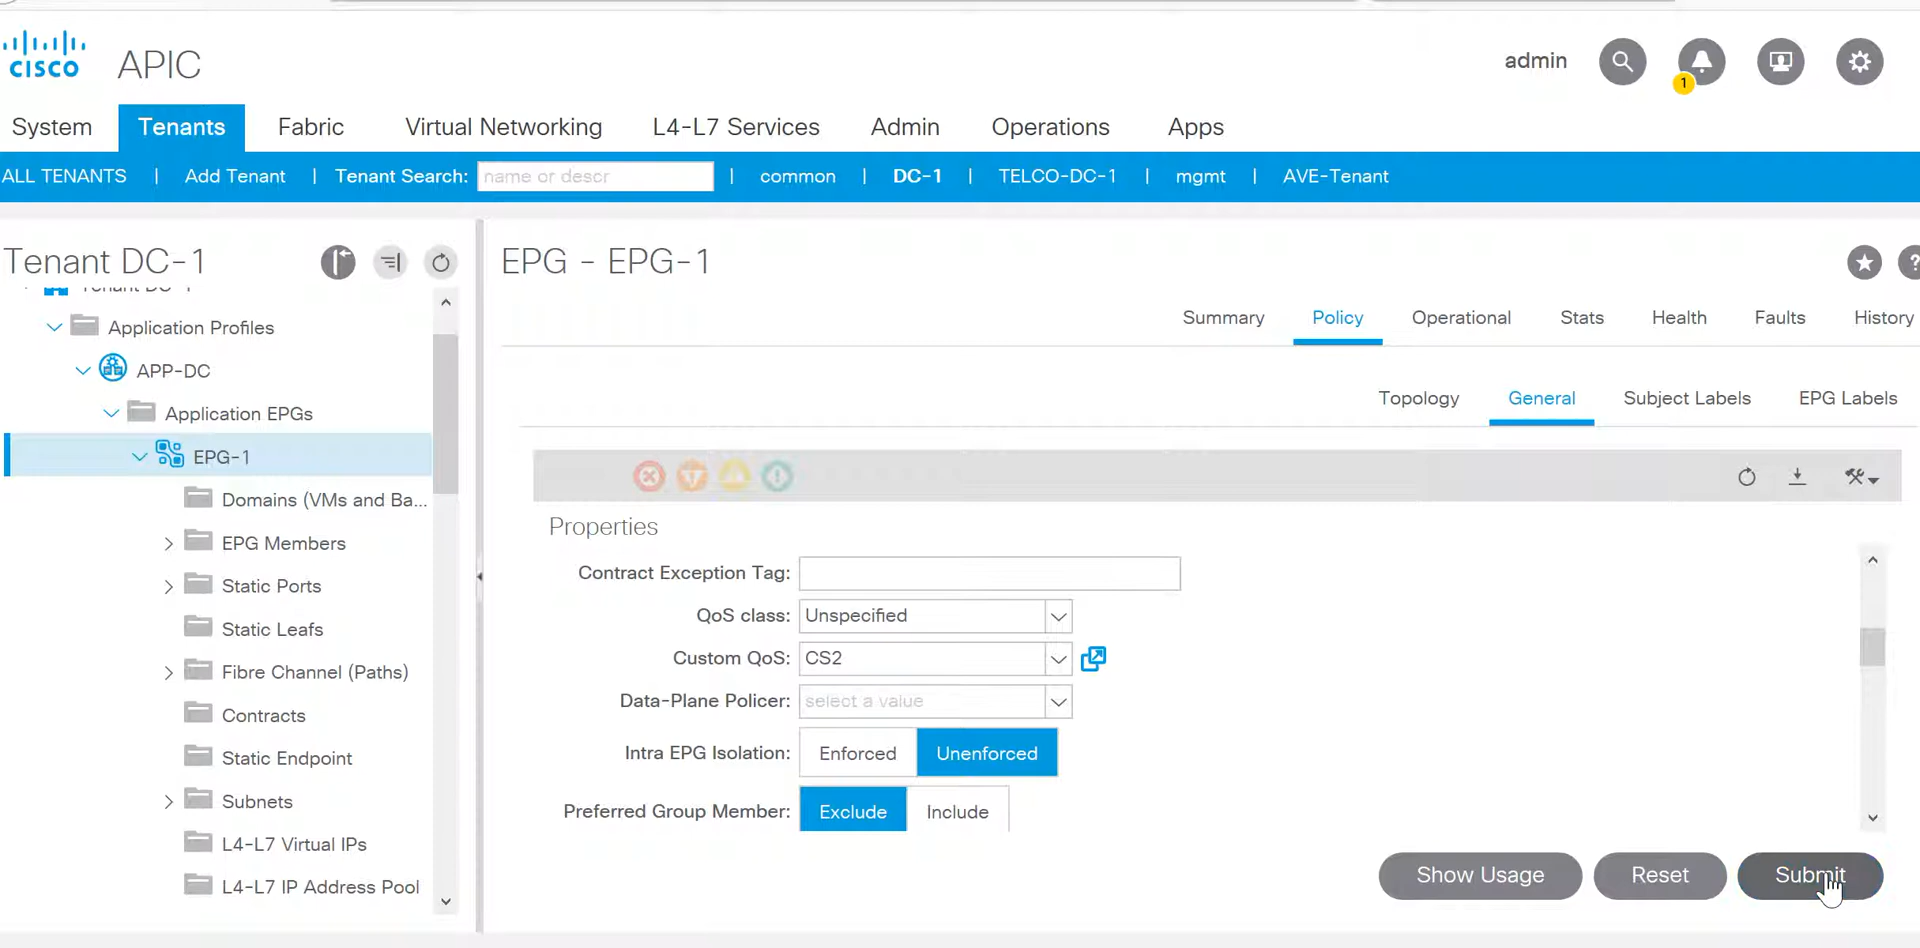 CISCO APIC
admin
1
System Tenants Fabric Virtual Networking L4-L7 Services Admin Operations Apps
ALL TENANTS | Add Tenant | Tenant Search: name or descr | common | DC-1 | TELCO-DC-1 | mgmt | AVE-Tenant
Tenant DC-1
Tenant DC-1
Application Profiles
APP-DC
Application EPGs
EPG-1
Domains (VMs and Ba...
EPG Members
Static Ports
Static Leafs
Fibre Channel (Paths)
Contracts
Static Endpoint
Subnets
L4-L7 Virtual IPs
L4-L7 IP Address Pool
EPG - EPG-1
?
Summary Policy Operational Stats Health Faults History
Topology General Subject Labels EPG Labels
Properties
Contract Exception Tag:
QoS class: Unspecified
Custom QoS: CS2
Data-Plane Policer: select a value
Intra EPG Isolation: Enforced Unenforced
Preferred Group Member: Exclude Include
Show Usage Reset Submit